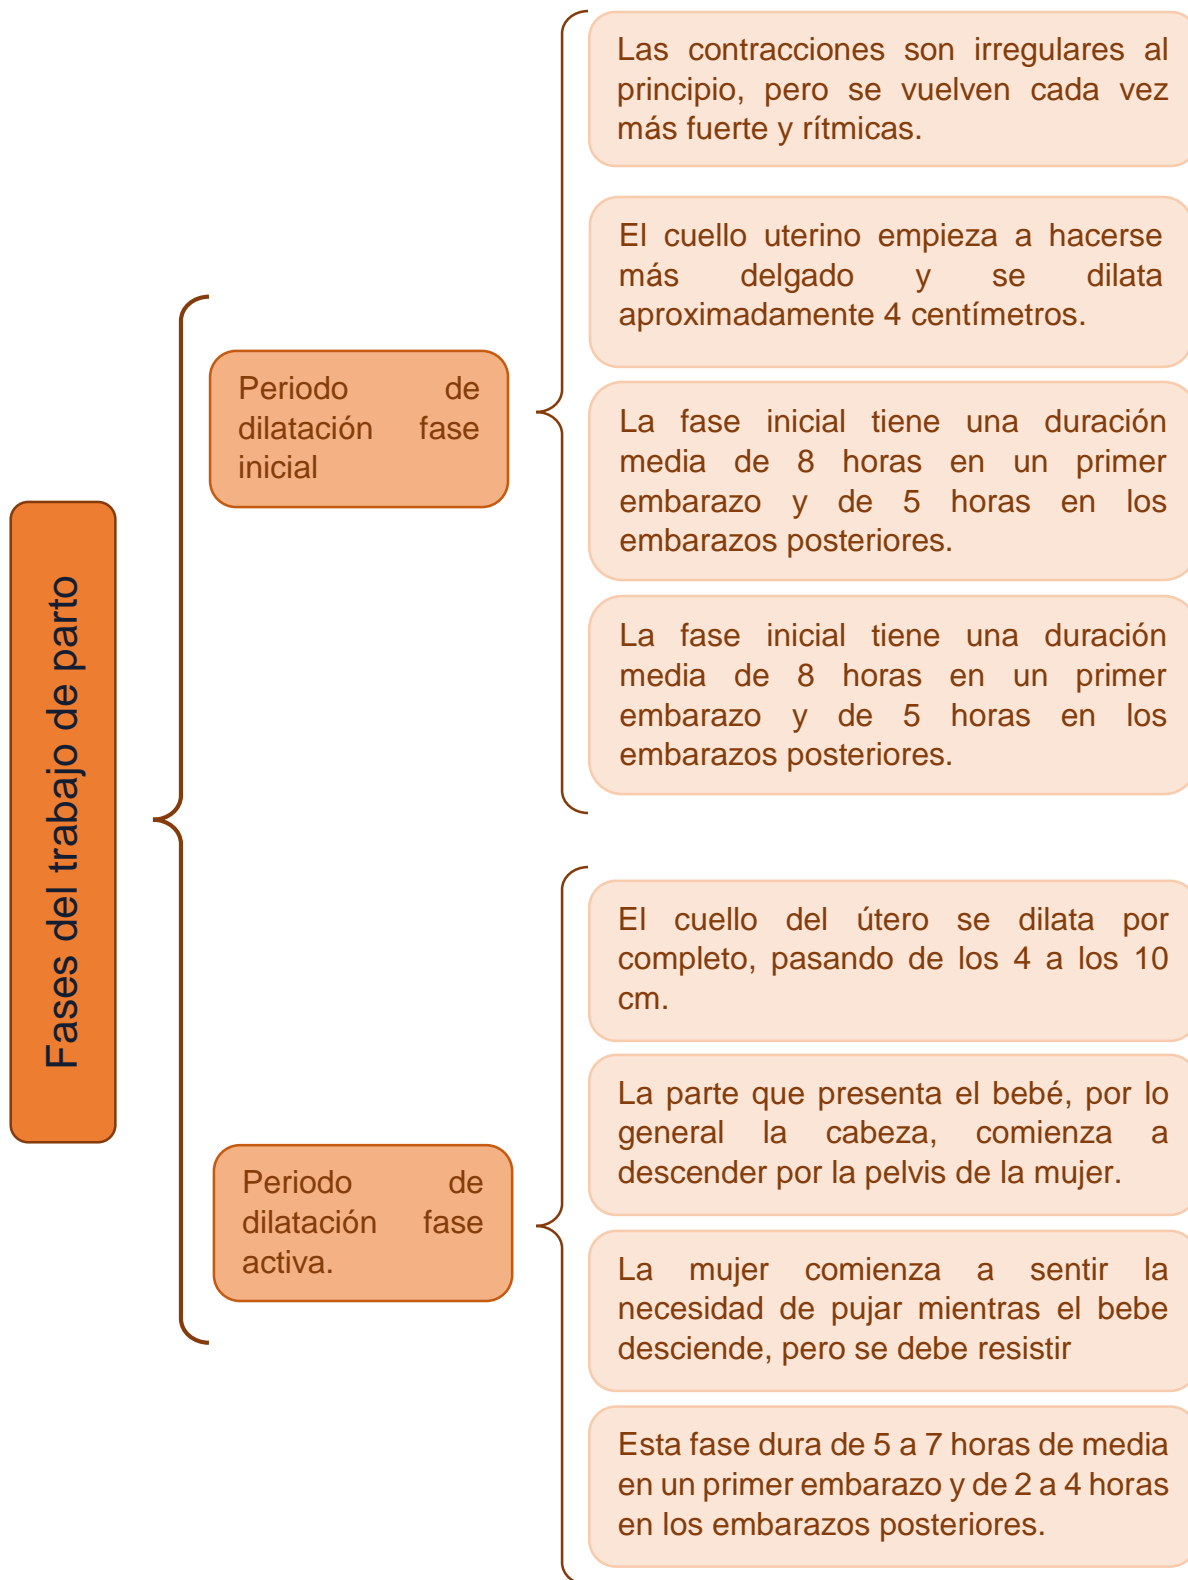 Fases del trabajo de parto
Periodo de
dilatación fase
inicial
Las contracciones son irregulares al
principio, pero se vuelven cada vez
más fuerte y rítmicas.
El cuello uterino empieza a hacerse
más delgado y se dilata
aproximadamente 4 centímetros.
La fase inicial tiene una duración
media de 8 horas en un primer
embarazo y de 5 horas en los
embarazos posteriores.
La fase inicial tiene una duración
media de 8 horas en un primer
embarazo y de 5 horas en los
embarazos posteriores.
Periodo de
dilatación fase
activa.
El cuello del útero se dilata por
completo, pasando de los 4 a los 10
cm.
La parte que presenta el bebé, por lo
general la cabeza, comienza a
descender por la pelvis de la mujer.
La mujer comienza a sentir la
necesidad de pujar mientras el bebe
desciende, pero se debe resistir
Esta fase dura de 5 a 7 horas de media
en un primer embarazo y de 2 a 4 horas
en los embarazos posteriores.